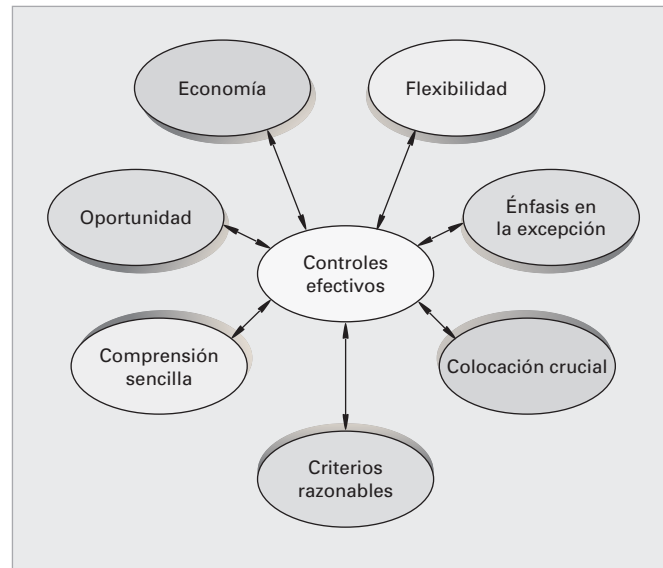 Economía
Flexibilidad
Oportunidad
Énfasis en
la excepción
Controles
efectivos
Comprensión
sencilla
Colocación crucial
Criterios
razonables